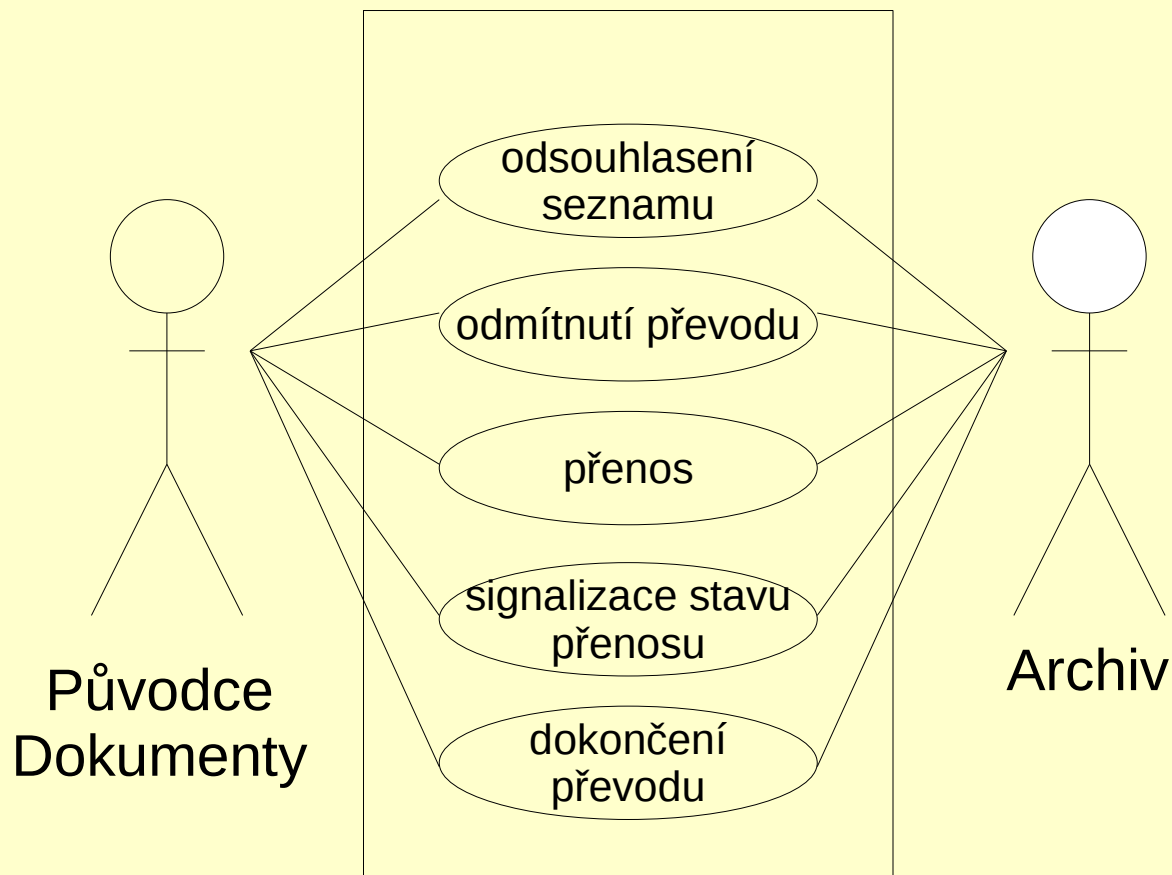 odsouhlasení
seznamu
odmítnutí převodu
přenos
signalizace stavu
přenosu
dokončení
převodu
Původce
Dokumenty
Archiv